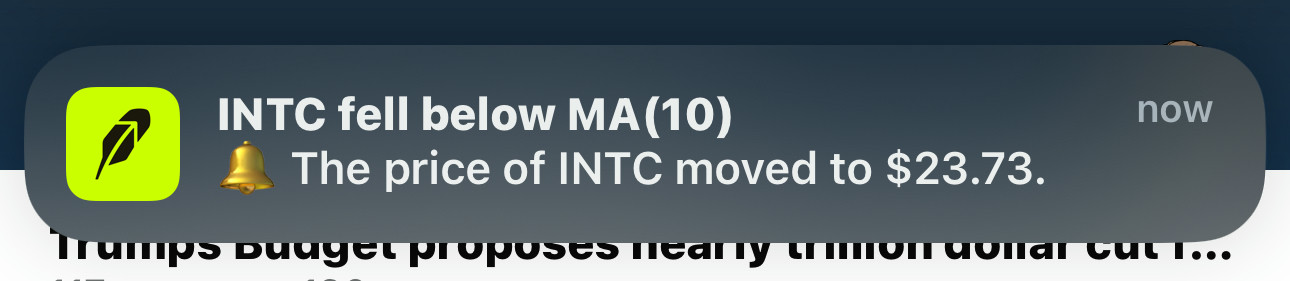 INTC fell below MA(10)
now
🔔 The price of INTC moved to $23.73.
Trumps Budget proposes nearly trillion dollar cut f...